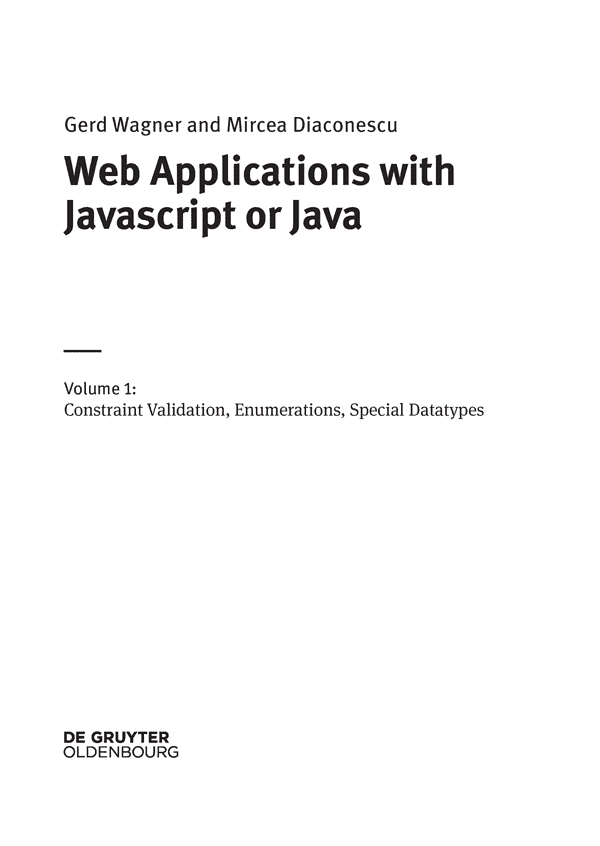 Gerd Wagner and Mircea Diaconescu
Web Applications with
Javascript or Java
Volume 1:
Constraint Validation, Enumerations, Special Datatypes
DE GRUYTER
OLDENBOURG